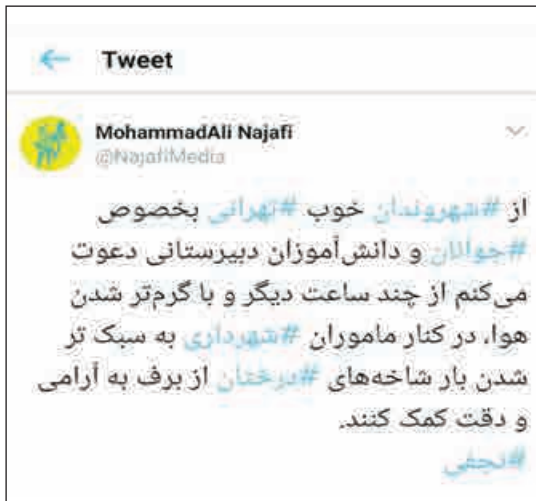 Tweet
MohammadAli Najafi
@NajafiMedia
از #شهروندان خوب #تهرانی بخصوص
#جوانان و دانش‌آموزان دبیرستانی دعوت
می‌کنم از چند ساعت دیگر و با گرم‌تر شدن
هوا، در کنار ماموران #شهرداری به سبک تر
شدن بار شاخه‌های #درختان از برف به آرامی
و دقت کمک کنند.
#نجفی